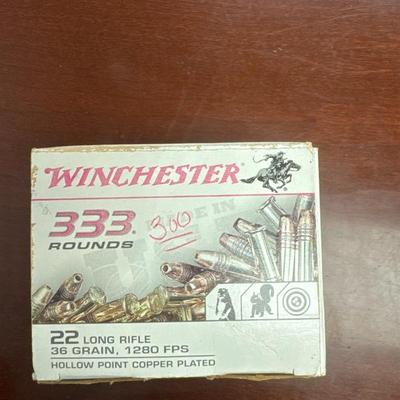 WINCHESTER
333 300
ROUNDS
22 LONG RIFLE
36 GRAIN, 1280 FPS
HOLLOW POINT COPPER PLATED